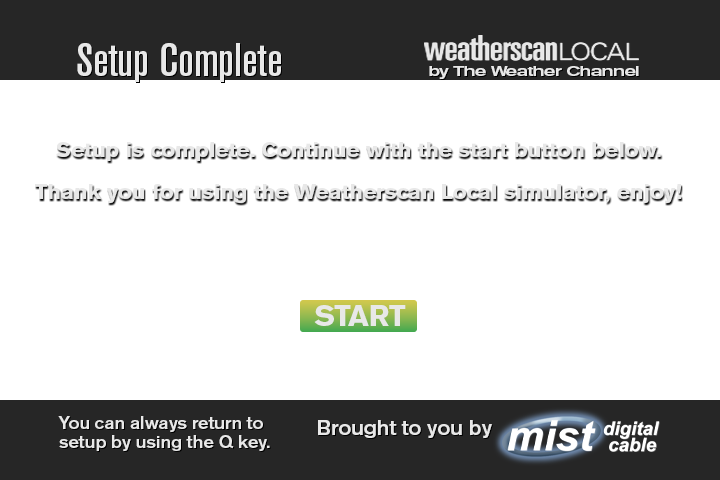 Setup Complete
weatherscanLOCAL
by The Weather Channel
Setup is complete. Continue with the start button below.
Thank you for using the Weatherscan Local simulator, enjoy!
START
You can always return to
setup by using the Q key.
Brought to you by
mist digital
cable